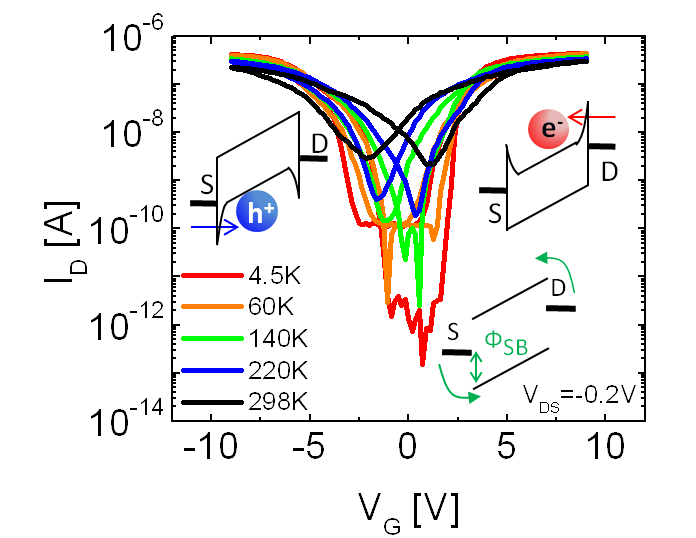 10⁻⁶
10⁻⁸
10⁻¹⁰
10⁻¹²
10⁻¹⁴
I_D [A]
S
D
h⁺
e⁻
S
D
4.5K
60K
140K
220K
298K
S
D
Φ_SB
V_DS=-0.2V
-10 -5 0 5 10
V_G [V]